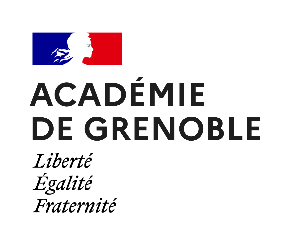 ACADÉMIE
DE GRENOBLE
Liberté
Égalité
Fraternité